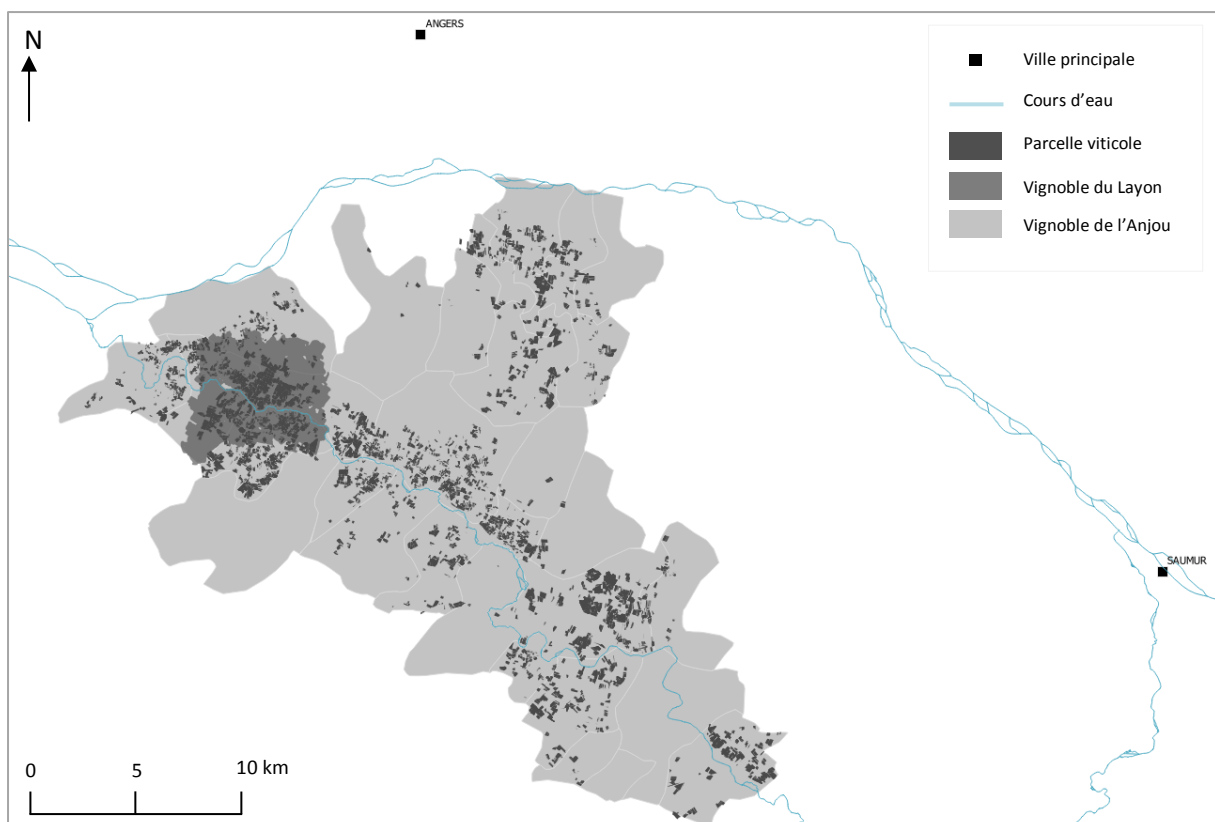 ANGERS
N
Ville principale
Cours d’eau
Parcelle viticole
Vignoble du Layon
Vignoble de l’Anjou
SAUMUR
0 5 10 km